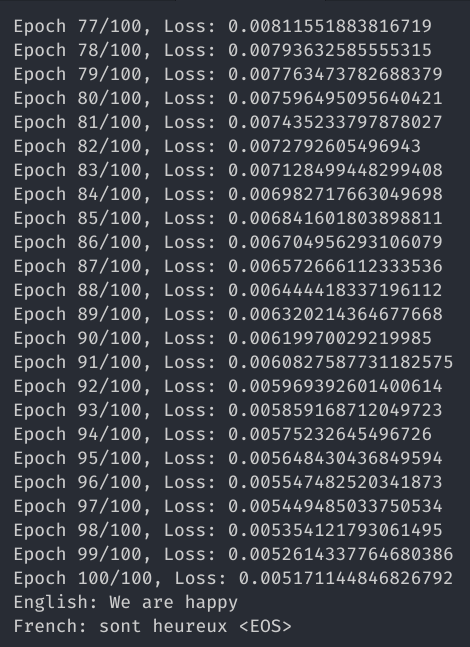 Epoch 77/100, Loss: 0.00811551883816719
Epoch 78/100, Loss: 0.00793632585555315
Epoch 79/100, Loss: 0.007763473782688379
Epoch 80/100, Loss: 0.007596495095640421
Epoch 81/100, Loss: 0.007435233797878027
Epoch 82/100, Loss: 0.0072792605496943
Epoch 83/100, Loss: 0.007128499448299408
Epoch 84/100, Loss: 0.006982717663049698
Epoch 85/100, Loss: 0.006841601803898811
Epoch 86/100, Loss: 0.006704956293106079
Epoch 87/100, Loss: 0.006572666112333536
Epoch 88/100, Loss: 0.006444418337196112
Epoch 89/100, Loss: 0.006320214364677668
Epoch 90/100, Loss: 0.00619970029219985
Epoch 91/100, Loss: 0.0060827587731182575
Epoch 92/100, Loss: 0.005969392601400614
Epoch 93/100, Loss: 0.005859168712049723
Epoch 94/100, Loss: 0.00575232645496726
Epoch 95/100, Loss: 0.005648430436849594
Epoch 96/100, Loss: 0.005547482520341873
Epoch 97/100, Loss: 0.005449485033750534
Epoch 98/100, Loss: 0.005354121793061495
Epoch 99/100, Loss: 0.0052614337764680386
Epoch 100/100, Loss: 0.005171144846826792
English: We are happy
French: sont heureux <EOS>